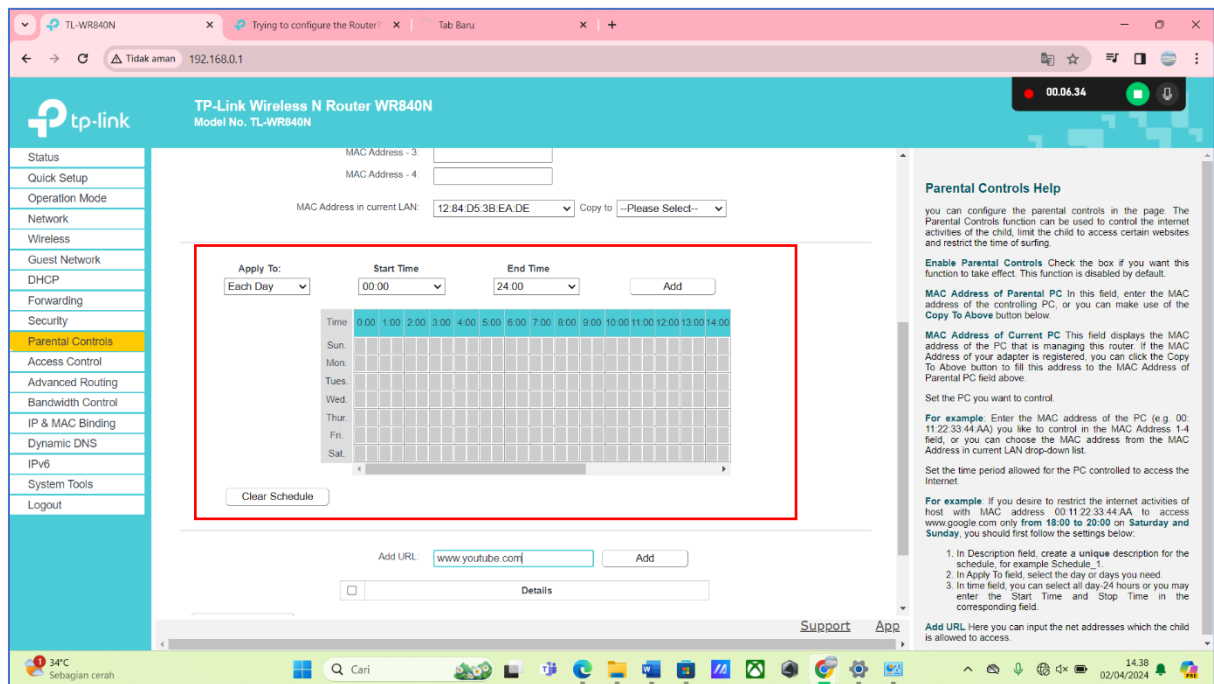 TL-WR840N
Trying to configure the Router?
Tab Baru
Tidak aman
192.168.0.1
tp-link
TP-Link Wireless N Router WR840N
Model No. TL-WR840N
00.06.34
Status
Quick Setup
Operation Mode
Network
Wireless
Guest Network
DHCP
Forwarding
Security
Parental Controls
Access Control
Advanced Routing
Bandwidth Control
IP & MAC Binding
Dynamic DNS
IPv6
System Tools
Logout
MAC Address - 3:
MAC Address - 4:
MAC Address in current LAN: 12:84:D5:3B:EA:DE Copy to --Please Select--
Apply To: Start Time End Time
Each Day 00:00 24:00 Add
Time 0:00 1:00 2:00 3:00 4:00 5:00 6:00 7:00 8:00 9:00 10:00 11:00 12:00 13:00 14:00
Sun.
Mon.
Tues.
Wed.
Thur.
Fri.
Sat.
Clear Schedule
Add URL: www.youtube.com Add
Details
Support App
Parental Controls Help
you can configure the parental controls in the page. The
Parental Controls function can be used to control the internet
activities of the child, limit the child to access certain websites
and restrict the time of surfing.
Enable Parental Controls Check the box if you want this
function to take effect. This function is disabled by default.
MAC Address of Parental PC In this field, enter the MAC
address of the controlling PC, or you can make use of the
Copy To Above button below.
MAC Address of Current PC This field displays the MAC
address of the PC that is managing this router. If the MAC
Address of your adapter is registered, you can click the Copy
To Above button to fill this address to the MAC Address of
Parental PC field above.
Set the PC you want to control.
For example: Enter the MAC address of the PC (e.g. 00:
11:22:33:44:AA) you like to control in the MAC Address 1-4
field, or you can choose the MAC address from the MAC
Address in current LAN drop-down list.
Set the time period allowed for the PC controlled to access the
Internet.
For example: If you desire to restrict the internet activities of
host with MAC address 00:11:22:33:44:AA to access
www.google.com only from 18:00 to 20:00 on Saturday and
Sunday, you should first follow the settings below:
1. In Description field, create a unique description for the
schedule, for example Schedule_1.
2. In Apply To field, select the day or days you need.
3. In time field, you can select all day-24 hours or you may
enter the Start Time and Stop Time in the
corresponding field.
Add URL Here you can input the net addresses which the child
is allowed to access.
34°C
Sebagian cerah
Cari
14.38
02/04/2024